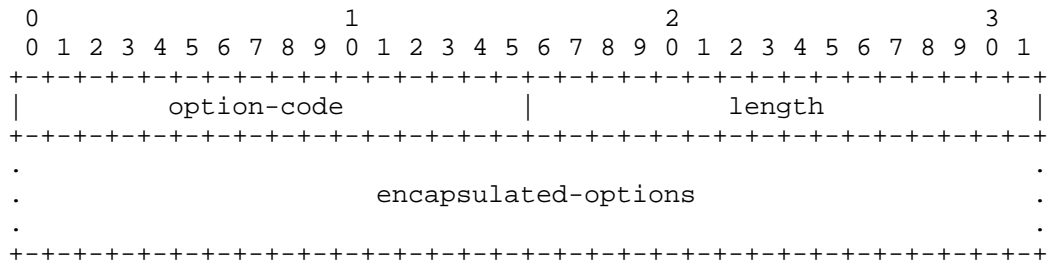 0                   1                   2                   3
 0 1 2 3 4 5 6 7 8 9 0 1 2 3 4 5 6 7 8 9 0 1 2 3 4 5 6 7 8 9 0 1
+-+-+-+-+-+-+-+-+-+-+-+-+-+-+-+-+-+-+-+-+-+-+-+-+-+-+-+-+-+-+-+-+
|         option-code           |            length             |
+-+-+-+-+-+-+-+-+-+-+-+-+-+-+-+-+-+-+-+-+-+-+-+-+-+-+-+-+-+-+-+-+
.                                                               .
.                      encapsulated-options                     .
.                                                               .
+-+-+-+-+-+-+-+-+-+-+-+-+-+-+-+-+-+-+-+-+-+-+-+-+-+-+-+-+-+-+-+-+